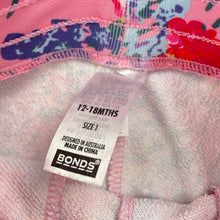 12-18MTHS
SIZE 1
DESIGNED IN AUSTRALIA
MADE IN CHINA
BONDS